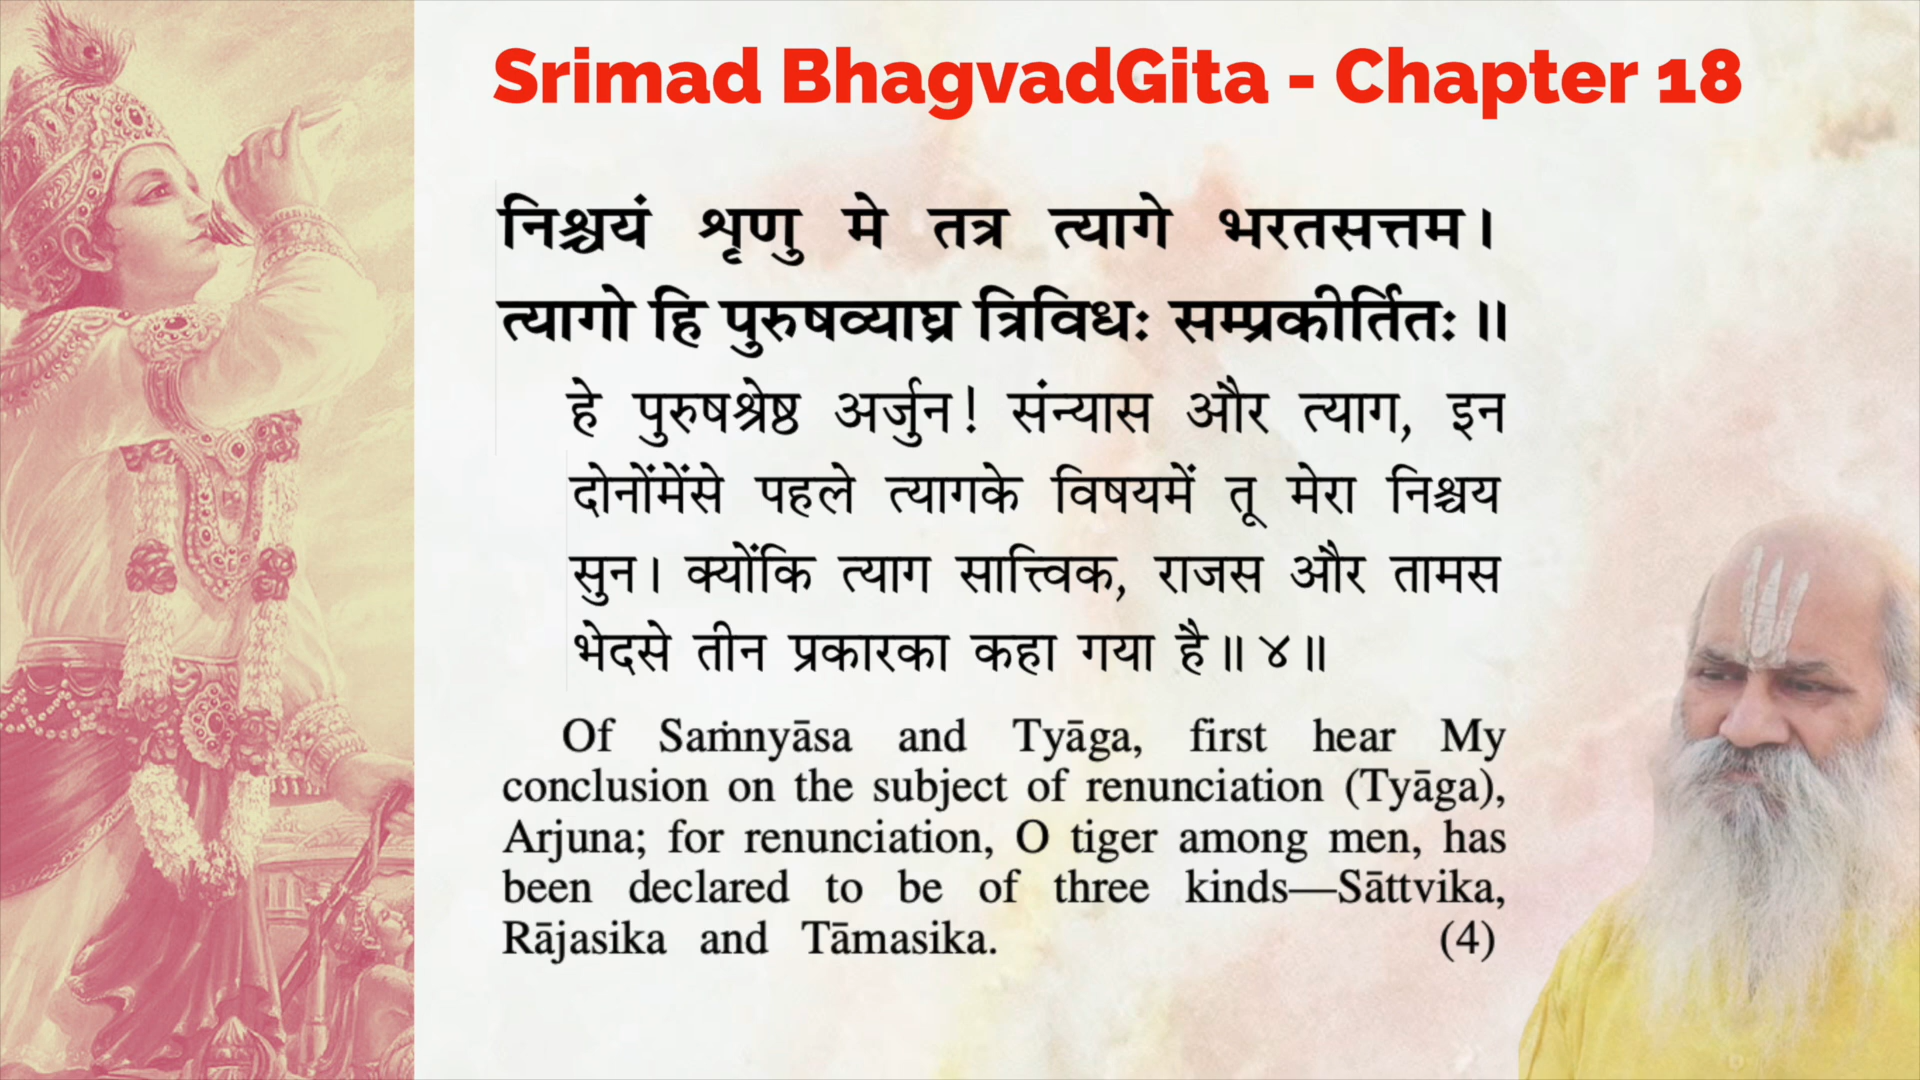 Srimad BhagvadGita - Chapter 18
निश्चयं शृणु मे तत्र त्यागे भरतसत्तम।
त्यागो हि पुरुषव्याघ्र त्रिविधः सम्प्रकीर्तितः॥
हे पुरुषश्रेष्ठ अर्जुन! संन्यास और त्याग, इन
दोनोंमेंसे पहले त्यागके विषयमें तू मेरा निश्चय
सुन। क्योंकि त्याग सात्त्विक, राजस और तामस
भेदसे तीन प्रकारका कहा गया है॥ ४॥
Of Saṁnyāsa and Tyāga, first hear My
conclusion on the subject of renunciation (Tyāga),
Arjuna; for renunciation, O tiger among men, has
been declared to be of three kinds—Sāttvika,
Rājasika and Tāmasika. (4)